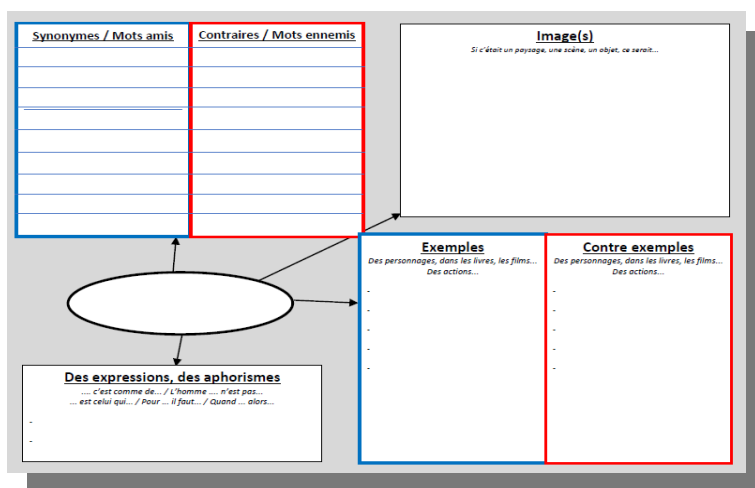 Synonymes / Mots amis
Contraires / Mots ennemis
Image(s)
Si c'était un paysage, une scène, un objet, ce serait...
Exemples
Des personnages, dans les livres, les films...
Des actions...
-
-
-
-
-
Contre exemples
Des personnages, dans les livres, les films...
Des actions...
-
-
-
-
-
Des expressions, des aphorismes
.... c'est comme de... / L'homme .... n'est pas...
... est celui qui... / Pour ... il faut... / Quand ... alors...
-
-